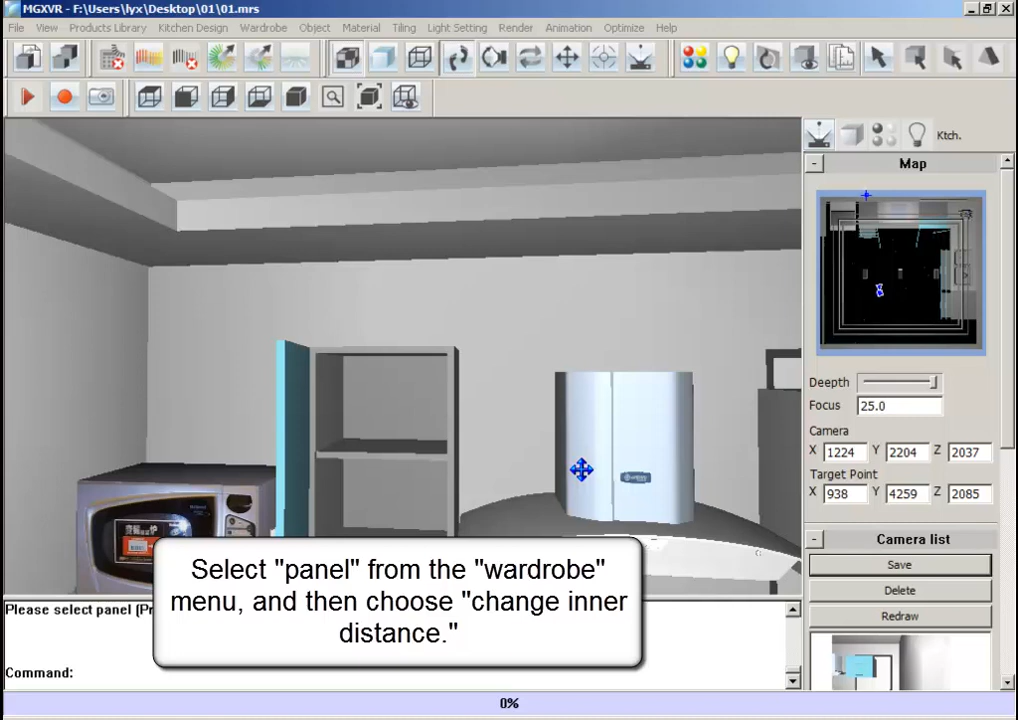 MGXVR - F:\Users\lyx\Desktop\01\01.mrs
File View Products Library Kitchen Design Wardrobe Object Material Tiling Light Setting Render Animation Optimize Help
Ktch.
- Map
Deepth
Focus 25.0
Camera
X 1224 Y 2204 Z 2037
Target Point
X 938 Y 4259 Z 2085
- Camera list
Save
Delete
Redraw
Select "panel" from the "wardrobe"
menu, and then choose "change inner
distance."
Please select panel (Pr
Command:
0%